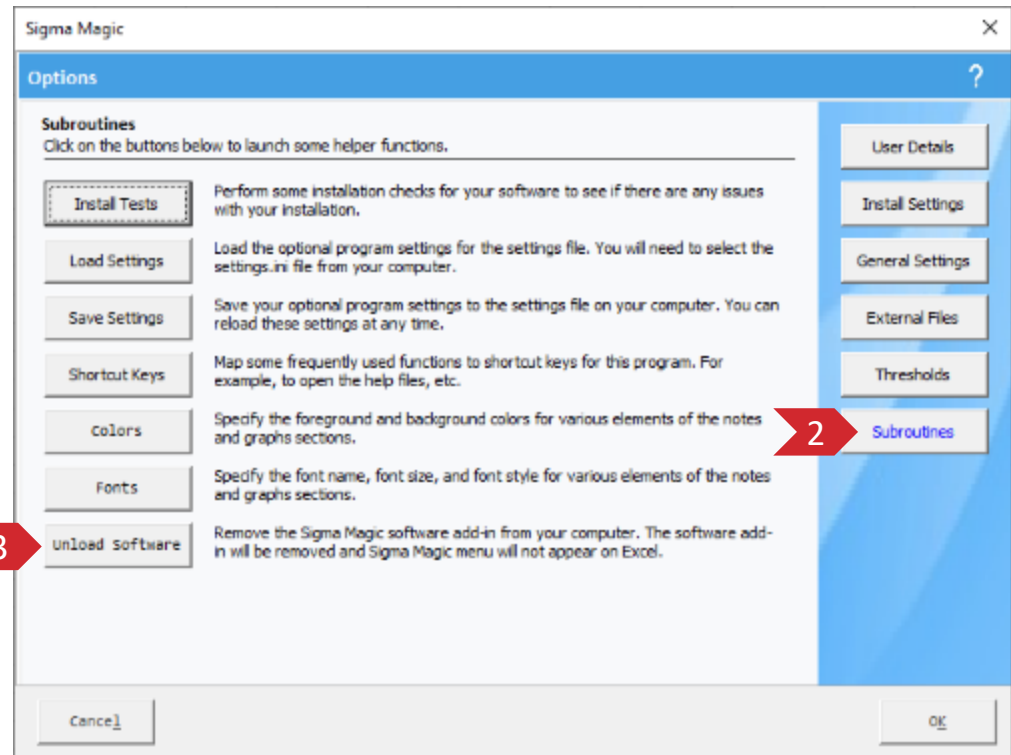 Sigma Magic
Options
?
Subroutines
Click on the buttons below to launch some helper functions.
Install Tests
Perform some installation checks for your software to see if there are any issues
with your installation.
Load Settings
Load the optional program settings for the settings file. You will need to select the
settings.ini file from your computer.
Save Settings
Save your optional program settings to the settings file on your computer. You can
reload these settings at any time.
Shortcut Keys
Map some frequently used functions to shortcut keys for this program. For
example, to open the help files, etc.
Colors
Specify the foreground and background colors for various elements of the notes
and graphs sections.
Fonts
Specify the font name, font size, and font style for various elements of the notes
and graphs sections.
3
Unload Software
Remove the Sigma Magic software add-in from your computer. The software add-
in will be removed and Sigma Magic menu will not appear on Excel.
User Details
Install Settings
General Settings
External Files
Thresholds
2
Subroutines
Cancel
OK